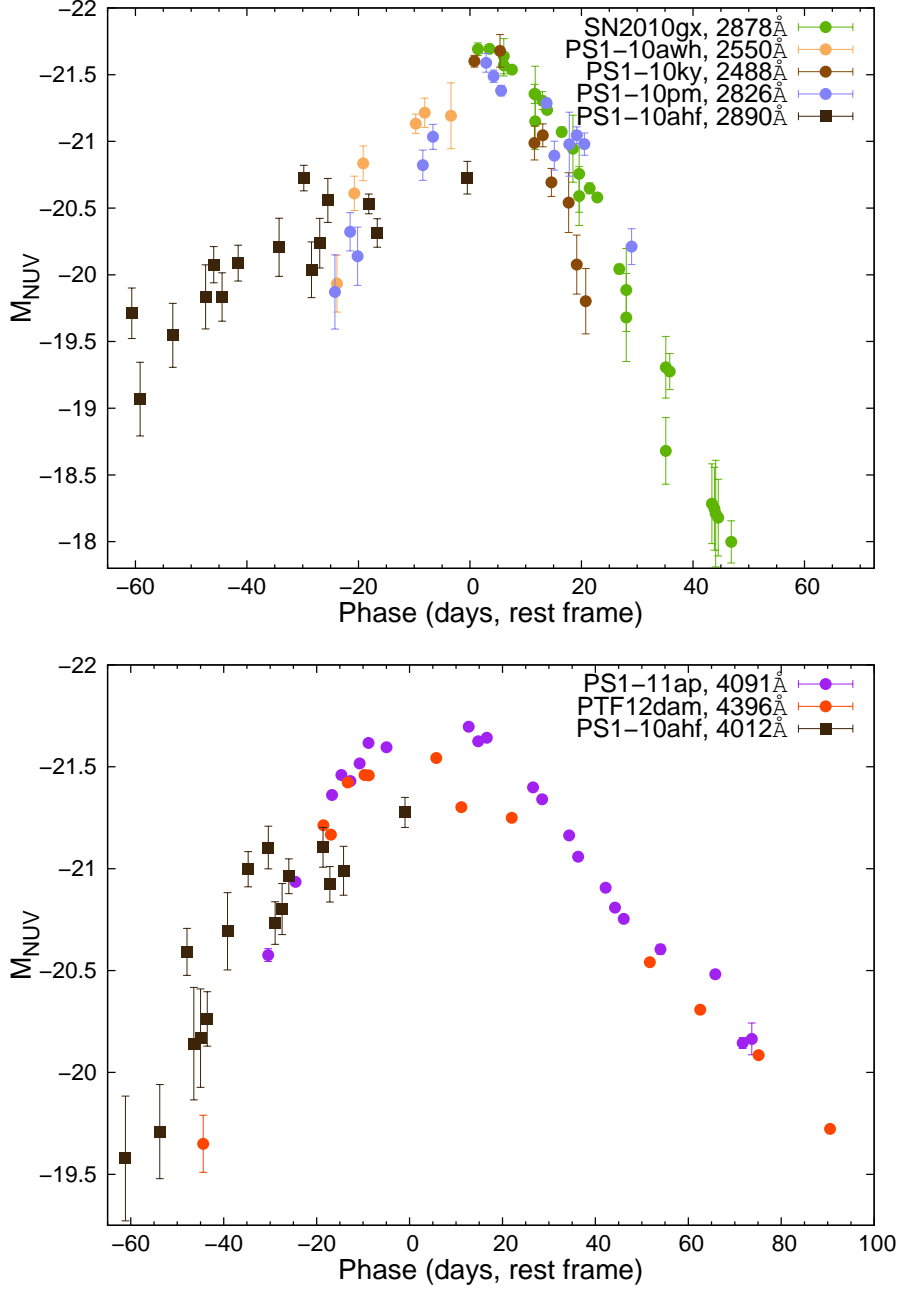 −22
−21.5
−21
−20.5
−20
−19.5
−19
−18.5
−18
MNUV
SN2010gx, 2878Å
PS1−10awh, 2550Å
PS1−10ky, 2488Å
PS1−10pm, 2826Å
PS1−10ahf, 2890Å
−60 −40 −20 0 20 40 60
Phase (days, rest frame)
−22
−21.5
−21
−20.5
−20
−19.5
MNUV
PS1−11ap, 4091Å
PTF12dam, 4396Å
PS1−10ahf, 4012Å
−60 −40 −20 0 20 40 60 80 100
Phase (days, rest frame)